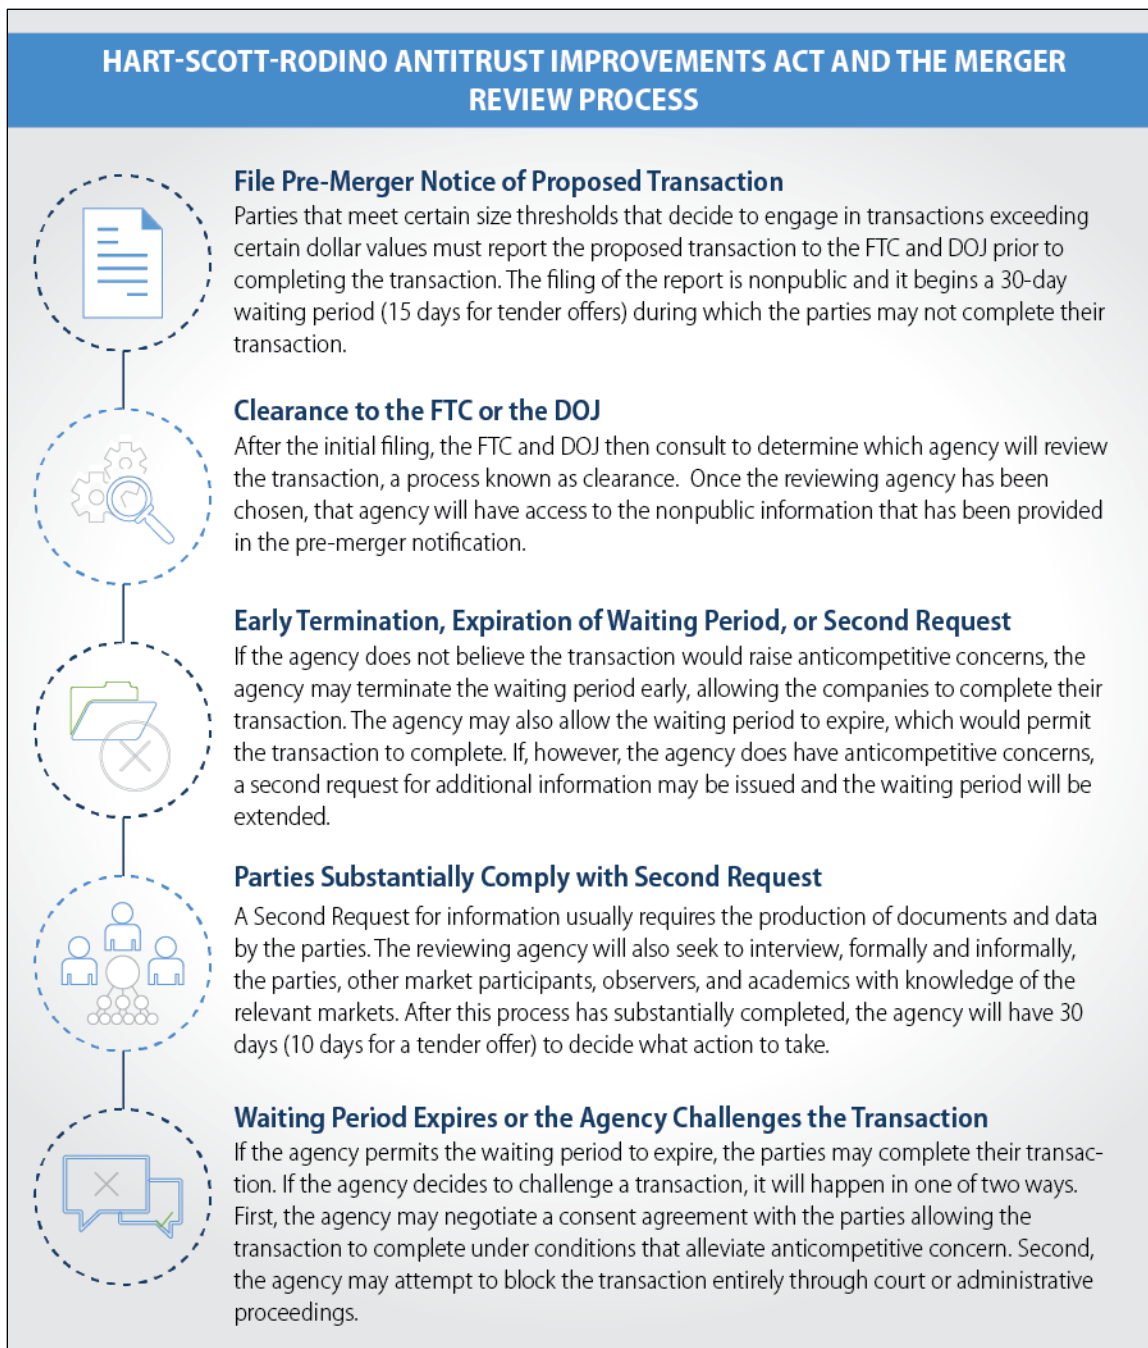 HART-SCOTT-RODINO ANTITRUST IMPROVEMENTS ACT AND THE MERGER
REVIEW PROCESS
File Pre-Merger Notice of Proposed Transaction
Parties that meet certain size thresholds that decide to engage in transactions exceeding
certain dollar values must report the proposed transaction to the FTC and DOJ prior to
completing the transaction. The filing of the report is nonpublic and it begins a 30-day
waiting period (15 days for tender offers) during which the parties may not complete their
transaction.
Clearance to the FTC or the DOJ
After the initial filing, the FTC and DOJ then consult to determine which agency will review
the transaction, a process known as clearance.  Once the reviewing agency has been
chosen, that agency will have access to the nonpublic information that has been provided
in the pre-merger notification.
Early Termination, Expiration of Waiting Period, or Second Request
If the agency does not believe the transaction would raise anticompetitive concerns, the
agency may terminate the waiting period early, allowing the companies to complete their
transaction. The agency may also allow the waiting period to expire, which would permit
the transaction to complete. If, however, the agency does have anticompetitive concerns,
a second request for additional information may be issued and the waiting period will be
extended.
Parties Substantially Comply with Second Request
A Second Request for information usually requires the production of documents and data
by the parties. The reviewing agency will also seek to interview, formally and informally,
the parties, other market participants, observers, and academics with knowledge of the
relevant markets. After this process has substantially completed, the agency will have 30
days (10 days for a tender offer) to decide what action to take.
Waiting Period Expires or the Agency Challenges the Transaction
If the agency permits the waiting period to expire, the parties may complete their transac-
tion. If the agency decides to challenge a transaction, it will happen in one of two ways.
First, the agency may negotiate a consent agreement with the parties allowing the
transaction to complete under conditions that alleviate anticompetitive concern. Second,
the agency may attempt to block the transaction entirely through court or administrative
proceedings.